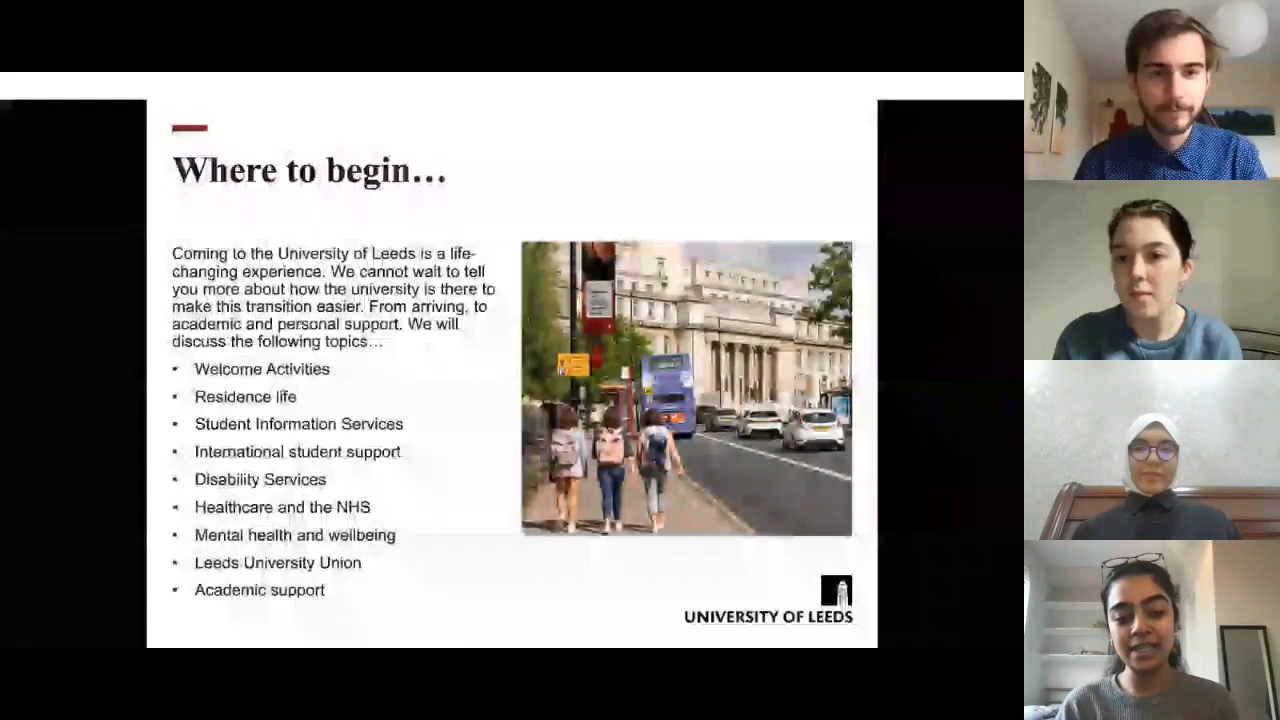 Where to begin…
Coming to the University of Leeds is a life-
changing experience. We cannot wait to tell
you more about how the university is there to
make this transition easier. From arriving, to
academic and personal support. We will
discuss the following topics…
• Welcome Activities
• Residence life
• Student Information Services
• International student support
• Disability Services
• Healthcare and the NHS
• Mental health and wellbeing
• Leeds University Union
• Academic support
UNIVERSITY OF LEEDS